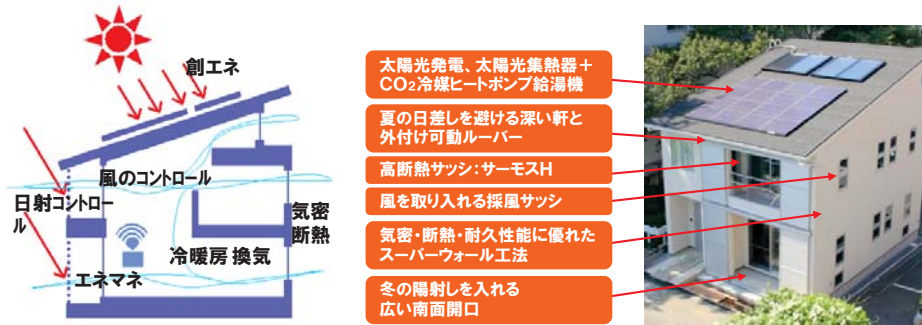 創エネ
風のコントロール
日射コントロー
ル
気密
断熱
冷暖房 換気
エネマネ
太陽光発電、太陽光集熱器＋
CO₂冷媒ヒートポンプ給湯機
夏の日差しを避ける深い軒と
外付け可動ルーバー
高断熱サッシ：サーモスH
風を取り入れる採風サッシ
気密・断熱・耐久性能に優れた
スーパーウォール工法
冬の陽射しを入れる
広い南面開口